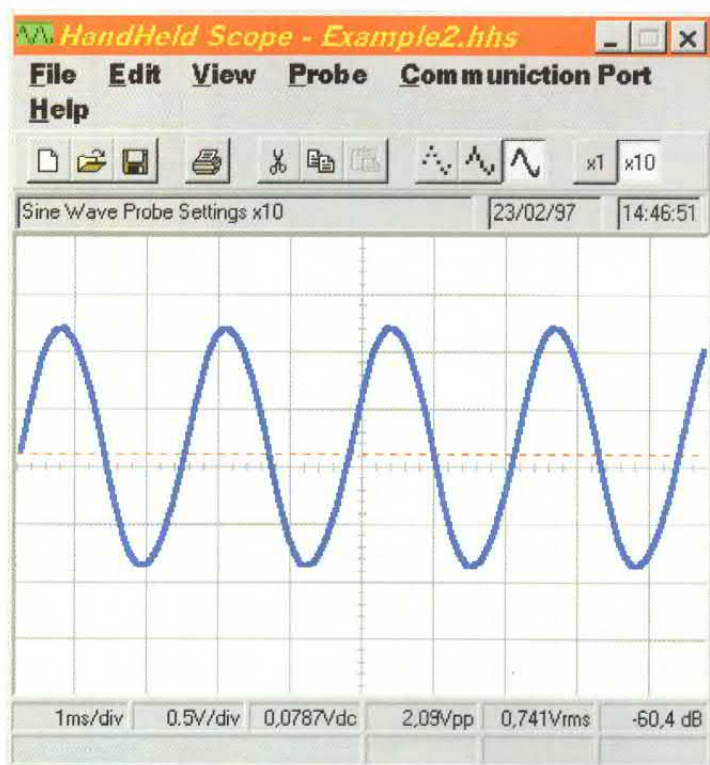 HandHeld Scope - Example2.hhs
File Edit View Probe Communiction Port
Help
x1 x10
Sine Wave Probe Settings x10 23/02/97 14:46:51
1ms/div 0.5V/div 0,0787Vdc 2,09Vpp 0,741Vrms -60,4 dB